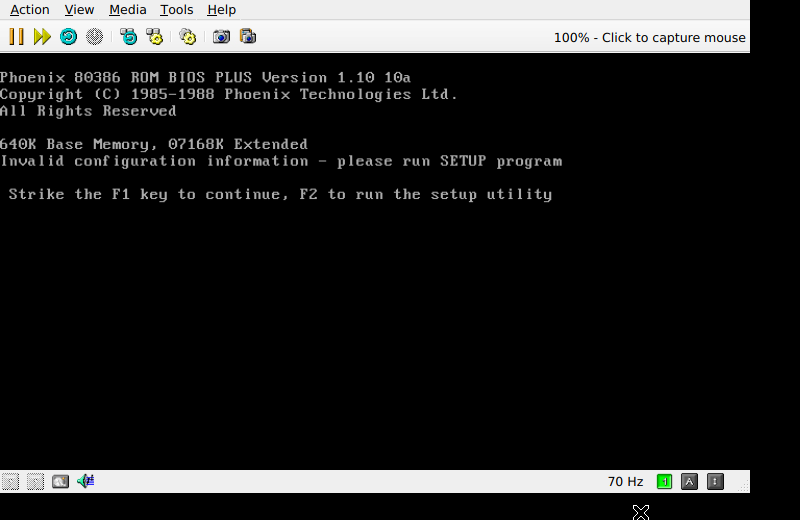 Action View Media Tools Help
100% - Click to capture mouse
Phoenix 80386 ROM BIOS PLUS Version 1.10 10a
Copyright (C) 1985-1988 Phoenix Technologies Ltd.
All Rights Reserved
640K Base Memory, 07168K Extended
Invalid configuration information - please run SETUP program
Strike the F1 key to continue, F2 to run the setup utility
70 Hz 1 A